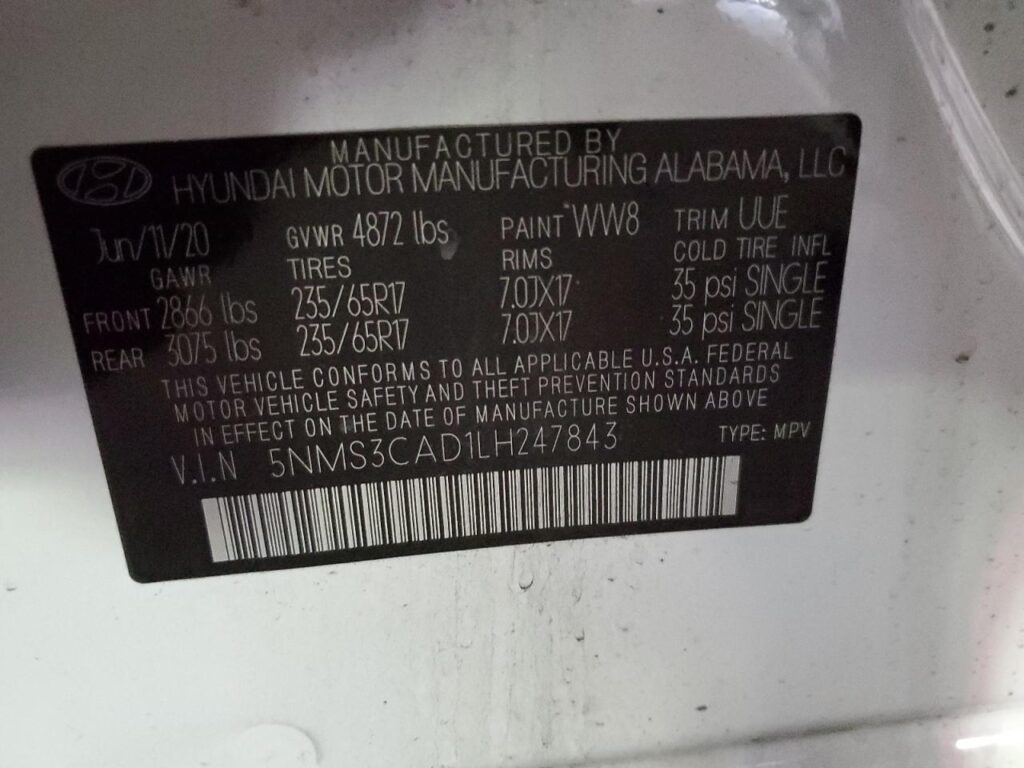 MANUFACTURED BY
HYUNDAI MOTOR MANUFACTURING ALABAMA, LLC
Jun/11/20 GVWR 4872 lbs PAINT WW8 TRIM UUE
GAWR TIRES RIMS COLD TIRE INFL
FRONT 2866 lbs 235/65R17 7.0JX17 35 psi SINGLE
REAR 3075 lbs 235/65R17 7.0JX17 35 psi SINGLE
THIS VEHICLE CONFORMS TO ALL APPLICABLE U.S.A. FEDERAL
MOTOR VEHICLE SAFETY AND THEFT PREVENTION STANDARDS
IN EFFECT ON THE DATE OF MANUFACTURE SHOWN ABOVE
V.I.N 5NMS3CAD1LH247843 TYPE: MPV